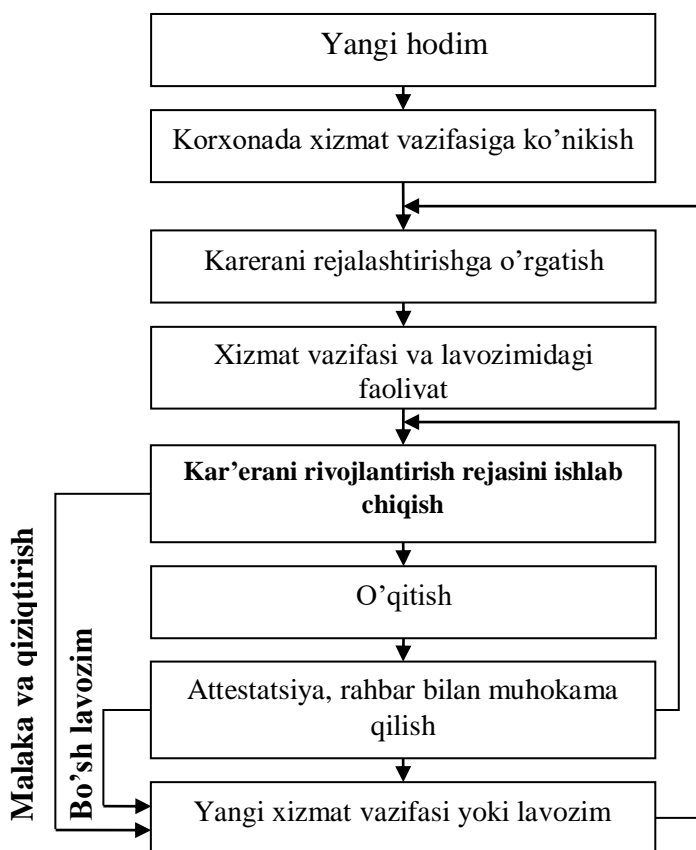 Yangi hodim
Korxonada xizmat vazifasiga ko’nikish
Karerani rejalashtirishga o’rgatish
Xizmat vazifasi va lavozimidagi
faolivat
Kar’erani rivojlantirish rejasini ishlab
chiqish
O’qitish
Attestatsiya, rahbar bilan muhokama
qilish
Yangi xizmat vazifasi yoki lavozim
Malaka va qiziqtirish
Bo’sh lavozim